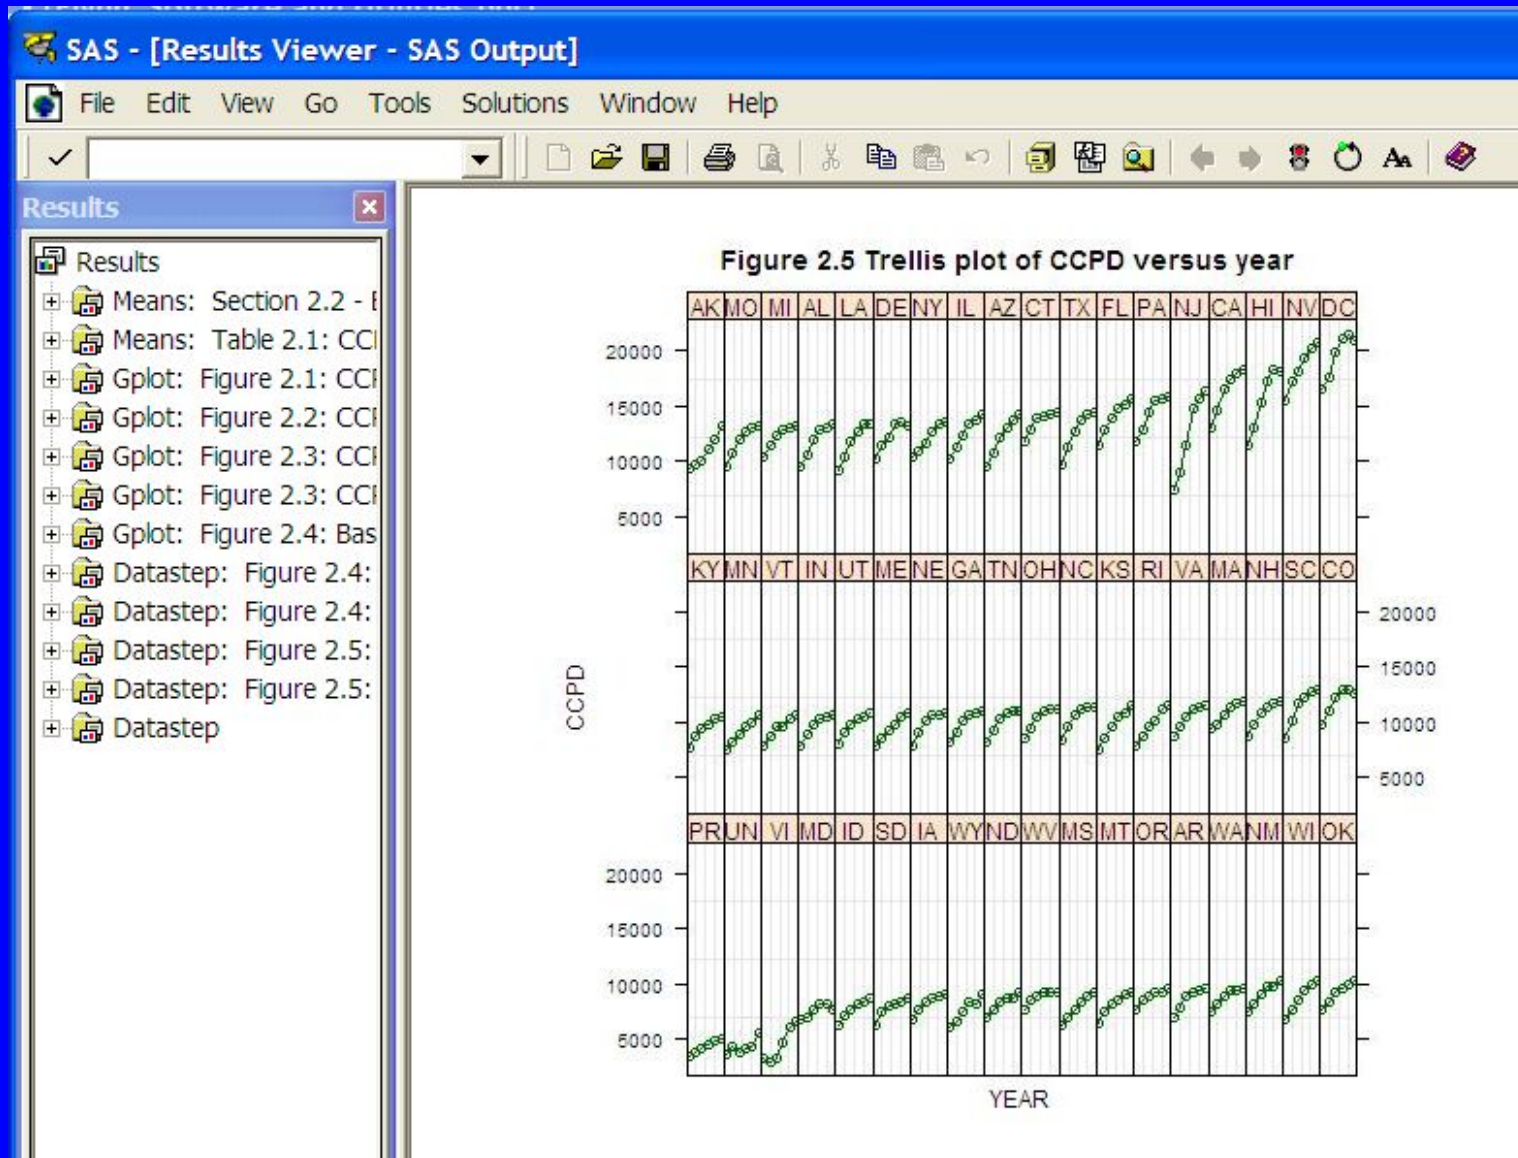 SAS - [Results Viewer - SAS Output]
File Edit View Go Tools Solutions Window Help
Results
Results
Means: Section 2.2 -
Means: Table 2.1:
Gplot: Figure 2.1:
Gplot: Figure 2.2:
Gplot: Figure 2.3:
Gplot: Figure 2.3:
Gplot: Figure 2.4: Bas
Datastep: Figure 2.4:
Datastep: Figure 2.4:
Datastep: Figure 2.5:
Datastep: Figure 2.5:
Datastep
Figure 2.5 Trellis plot of CCPD versus year
AK MO MI AL LA DE NY IL AZ CT TX FL PA NJ CA HI NV DC
20000
15000
10000
5000
KY MN VT IN UT ME NE GA TN OH NC KS RI VA MA NH SC CO
20000
15000
10000
5000
CCPD
PR UN VI MD ID SD IA WY ND WV MS MT OR AR WA NM WI OK
20000
15000
10000
5000
YEAR